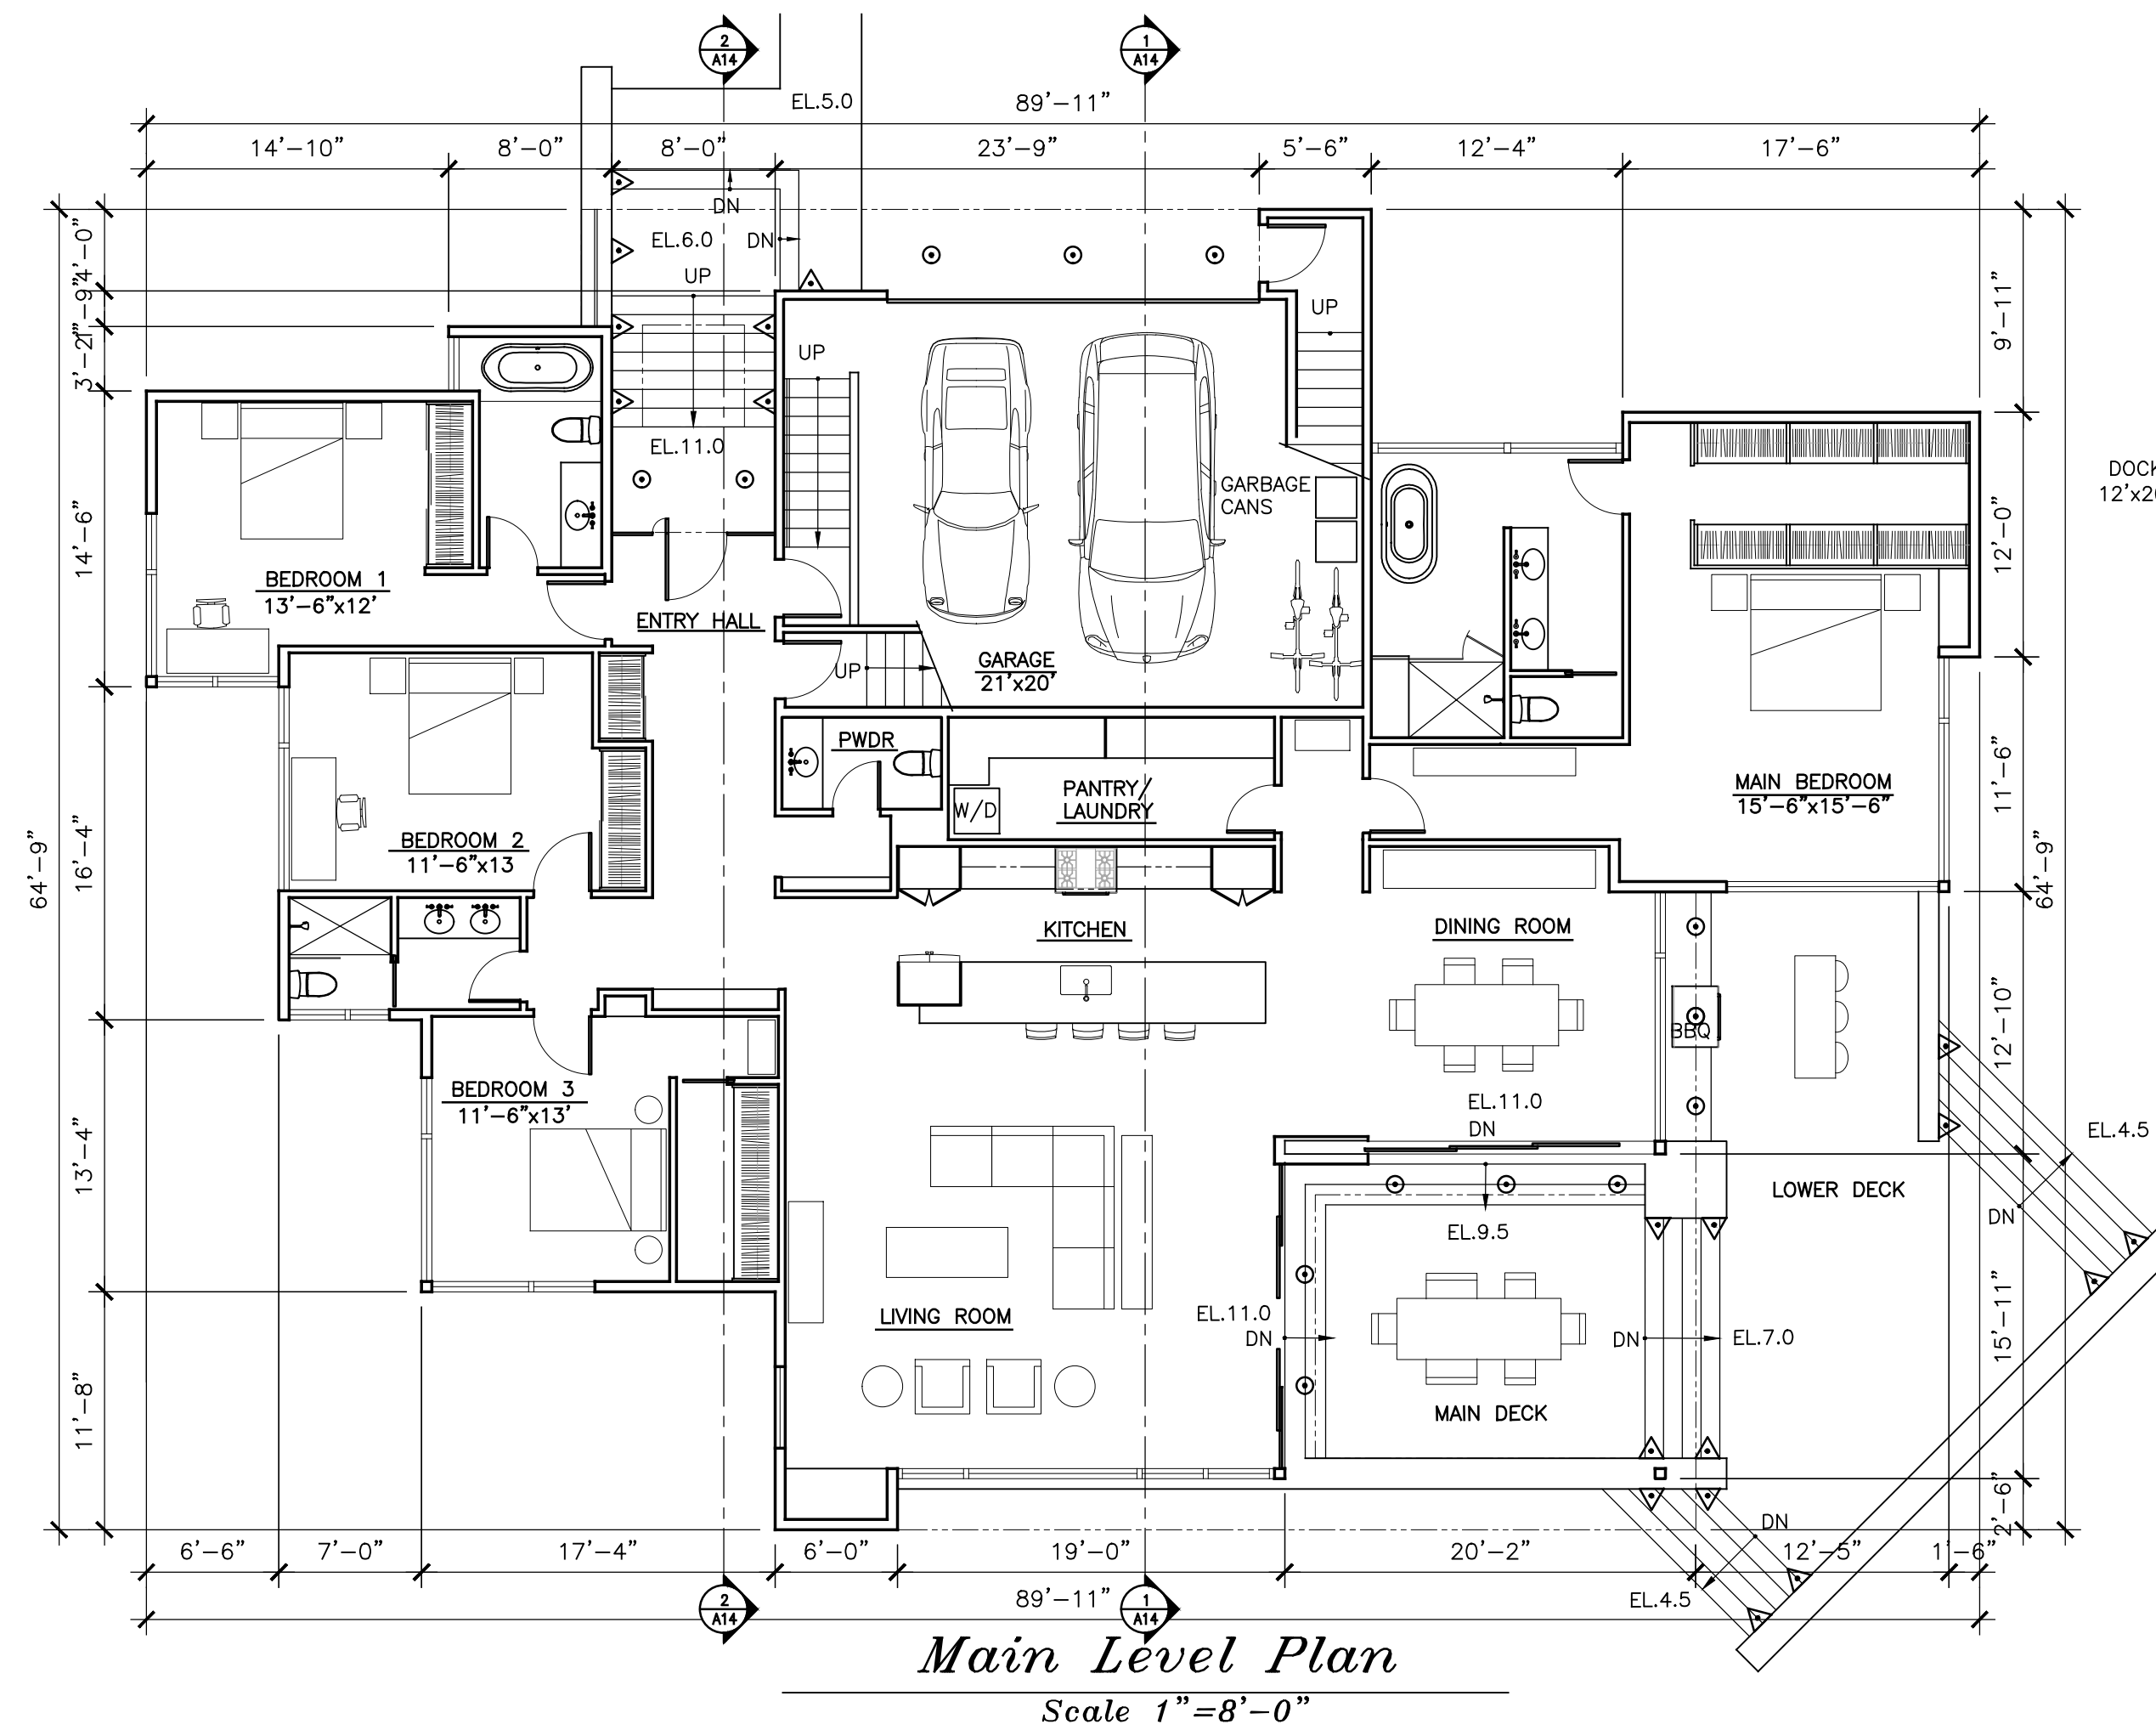 2
A14
1
A14
EL.5.0
89'-11"
14'-10"
8'-0"
8'-0"
23'-9"
5'-6"
12'-4"
17'-6"
DN
EL.6.0
DN
UP
4'-0"
1'-9"
3'-2"
9'-11"
UP
UP
EL.11.0
GARBAGE
CANS
DOCK
14'-6"
12'-0"
BEDROOM 1
13'-6"x12'
ENTRY HALL
GARAGE
21'x20'
UP
PWDR
PANTRY/
LAUNDRY
W/D
MAIN BEDROOM
15'-6"x15'-6"
11'-6"
BEDROOM 2
11'-6"x13
16'-4"
64'-9"
64'-9"
KITCHEN
DINING ROOM
BBQ
12'-10"
BEDROOM 3
11'-6"x13'
EL.11.0
DN
EL.4.5
13'-4"
LOWER DECK
DN
EL.9.5
LIVING ROOM
EL.11.0
DN
DN
EL.7.0
15'-11"
11'-8"
MAIN DECK
2'-6"
DN
6'-6"
7'-0"
17'-4"
6'-0"
19'-0"
20'-2"
12'-5"
1'-6"
EL.4.5
89'-11"
2
A14
1
A14
Main Level Plan
Scale 1"=8'-0"